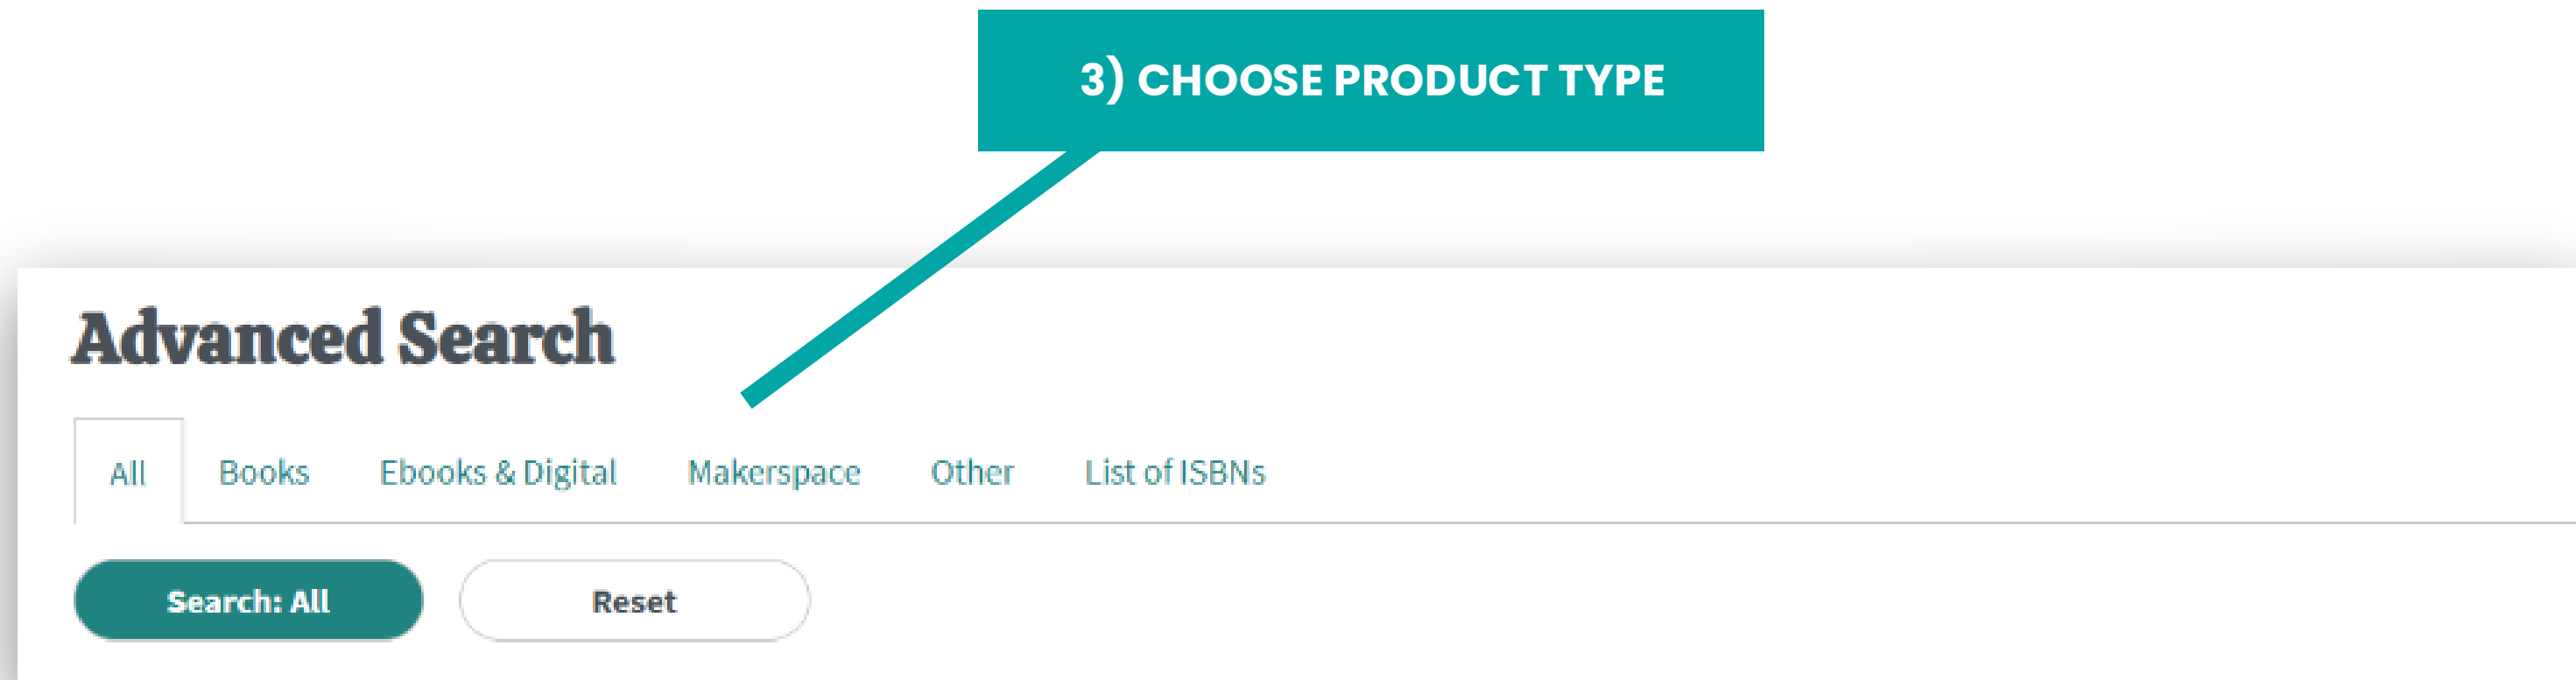 3) CHOOSE PRODUCT TYPE
Advanced Search
All Books Ebooks & Digital Makerspace Other List of ISBNs
Search: All Reset